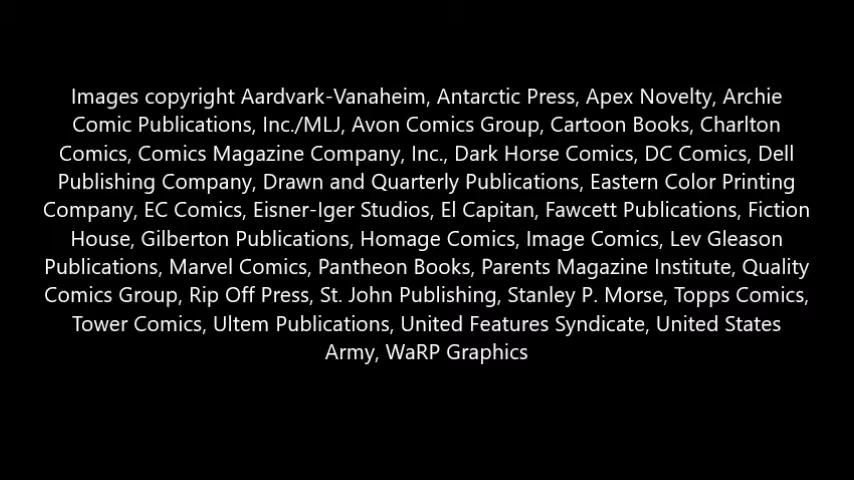 Images copyright Aardvark-Vanaheim, Antarctic Press, Apex Novelty, Archie
Comic Publications, Inc./MLJ, Avon Comics Group, Cartoon Books, Charlton
Comics, Comics Magazine Company, Inc., Dark Horse Comics, DC Comics, Dell
Publishing Company, Drawn and Quarterly Publications, Eastern Color Printing
Company, EC Comics, Eisner-Iger Studios, El Capitan, Fawcett Publications, Fiction
House, Gilberton Publications, Homage Comics, Image Comics, Lev Gleason
Publications, Marvel Comics, Pantheon Books, Parents Magazine Institute, Quality
Comics Group, Rip Off Press, St. John Publishing, Stanley P. Morse, Topps Comics,
Tower Comics, Ultem Publications, United Features Syndicate, United States
Army, WaRP Graphics